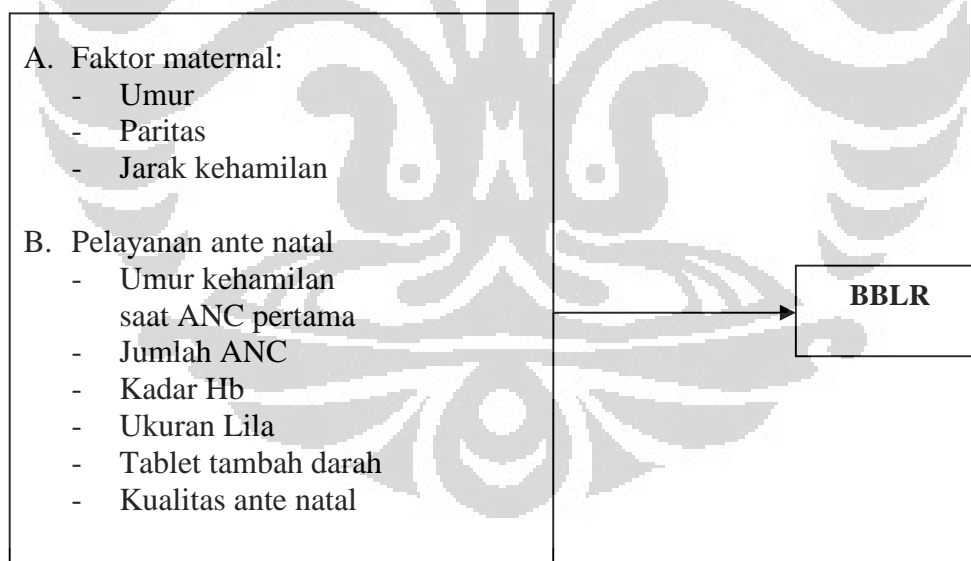 A. Faktor maternal:
- Umur
- Paritas
- Jarak kehamilan
B. Pelayanan ante natal
- Umur kehamilan
saat ANC pertama
- Jumlah ANC
- Kadar Hb
- Ukuran Lila
- Tablet tambah darah
- Kualitas ante natal
BBLR